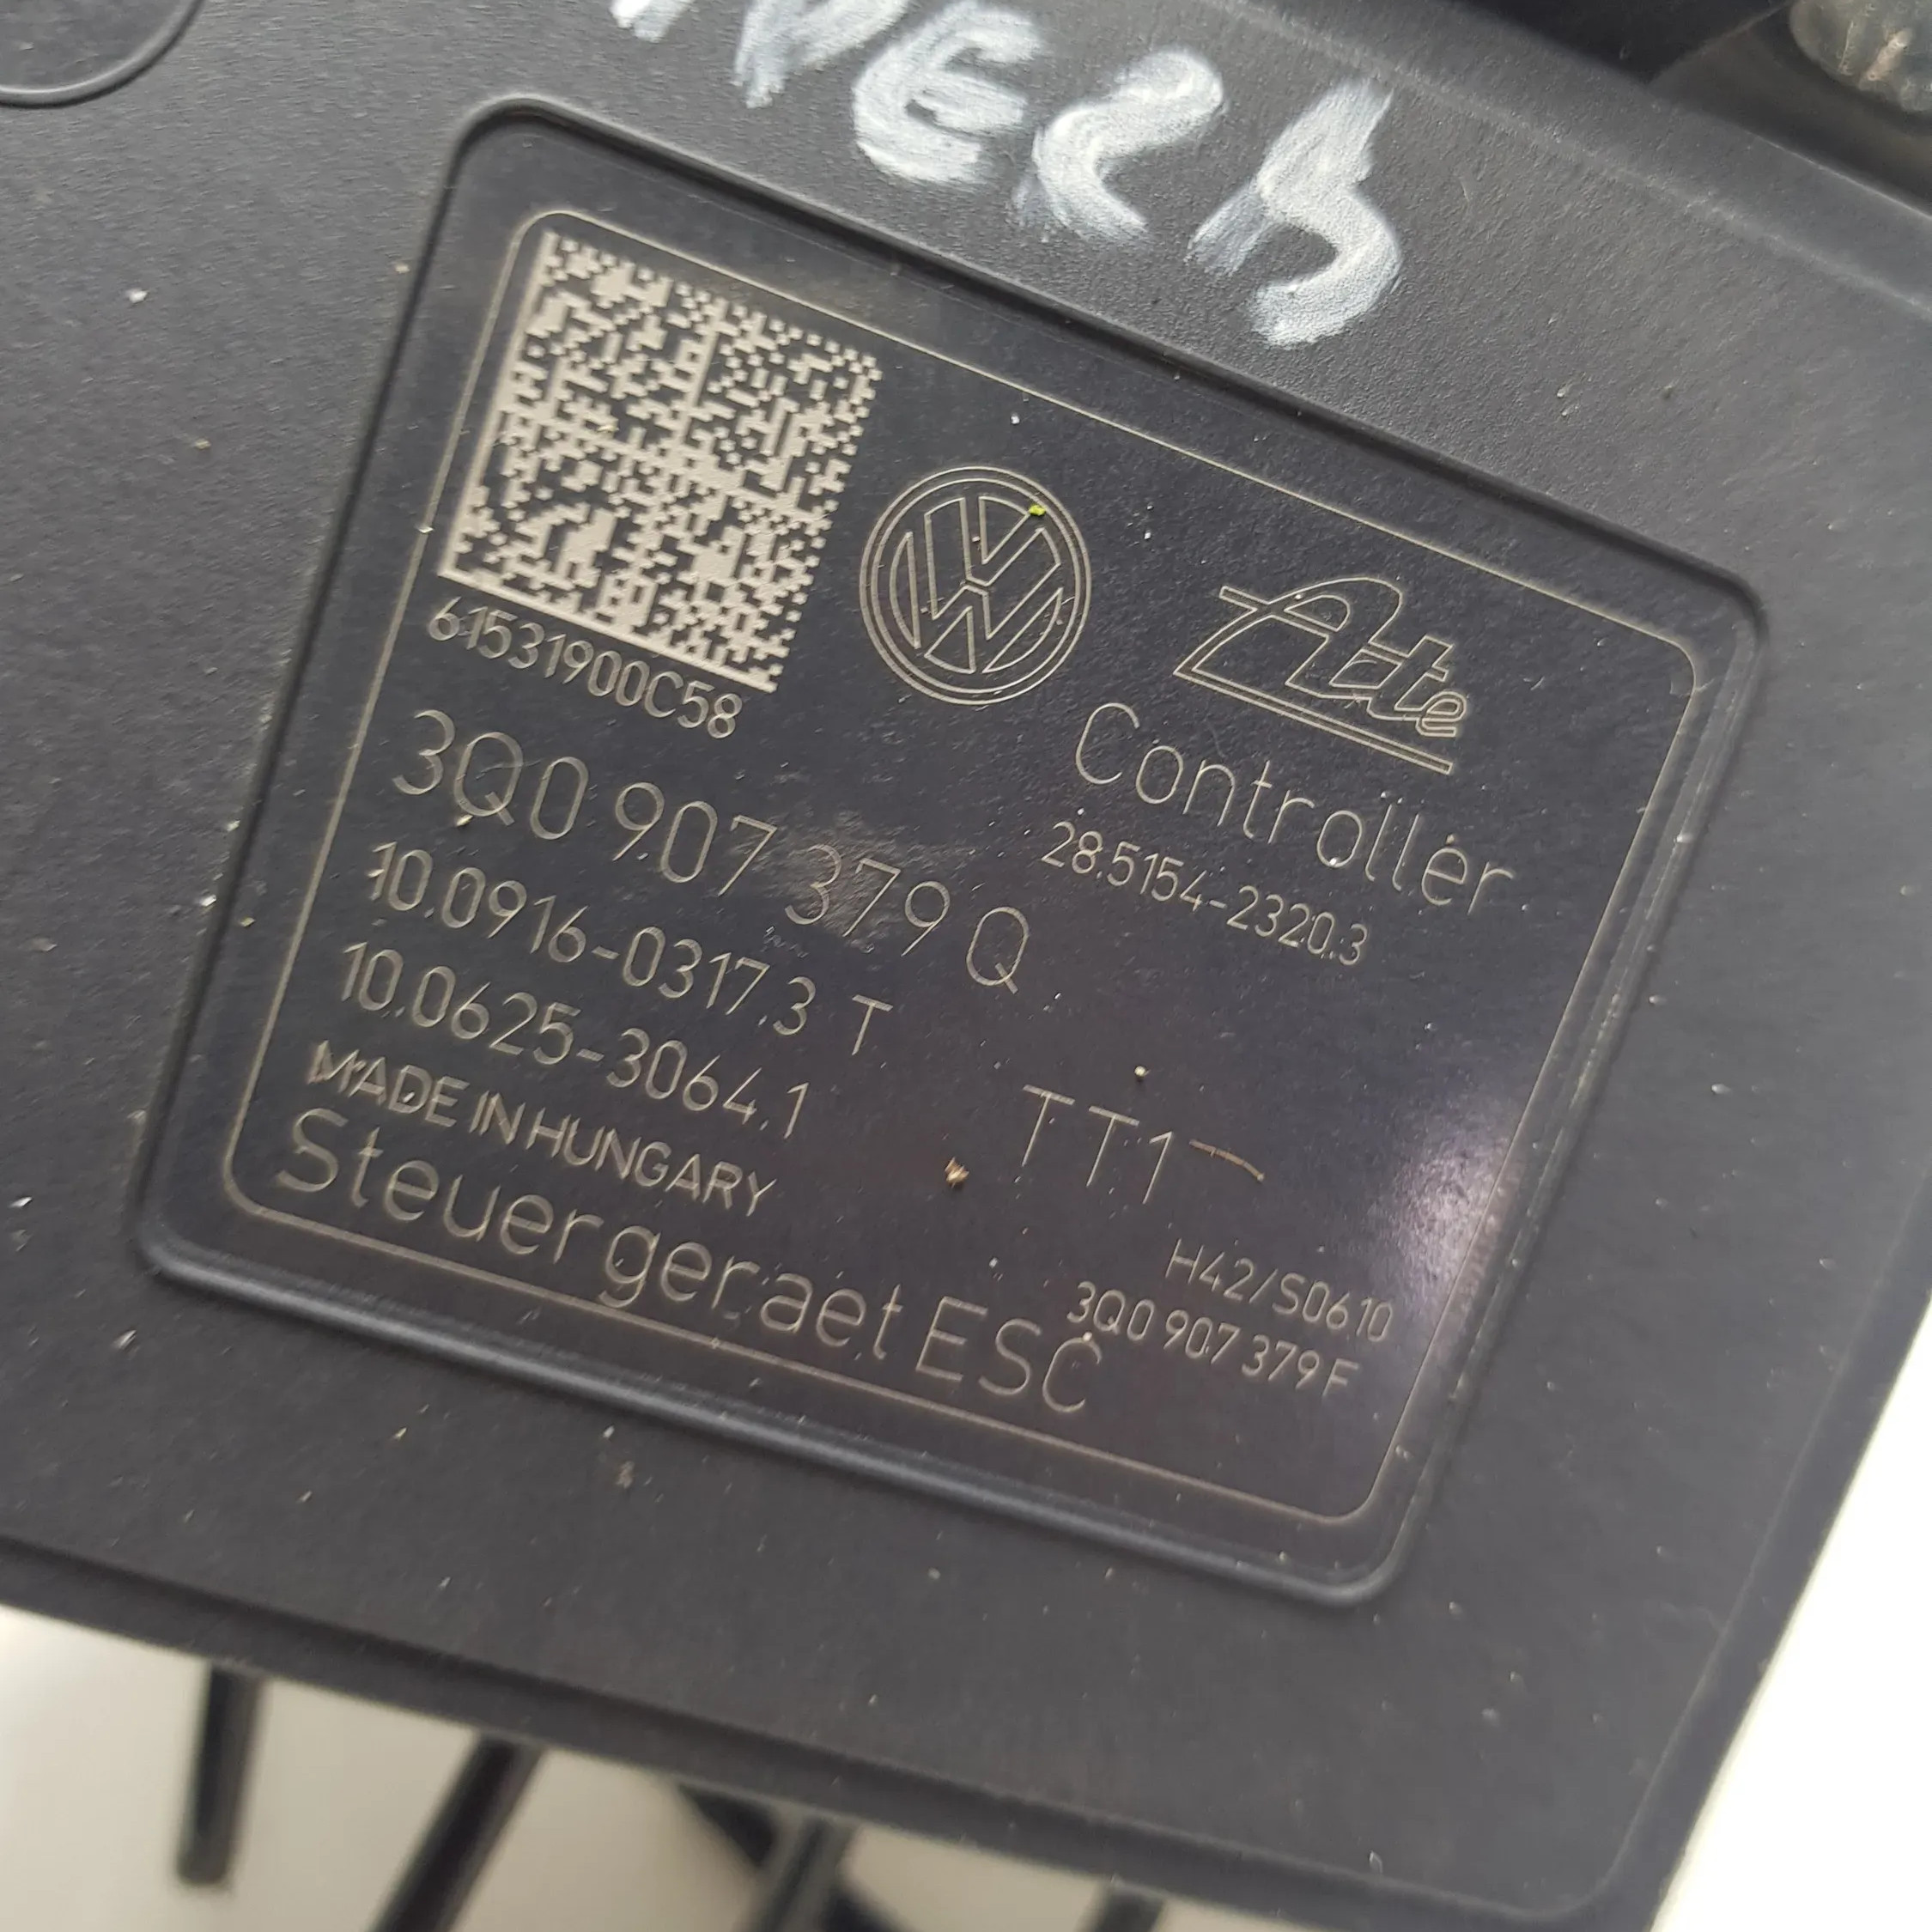 61531900C58
Ate
Controller
28.5154-2320.3
3Q0 907 379 Q
10.0916-0317.3 T
10.0625-3064.1
TT1
MADE IN HUNGARY
H42/S0610
3Q0 907 379 F
Steuergeraet ESC